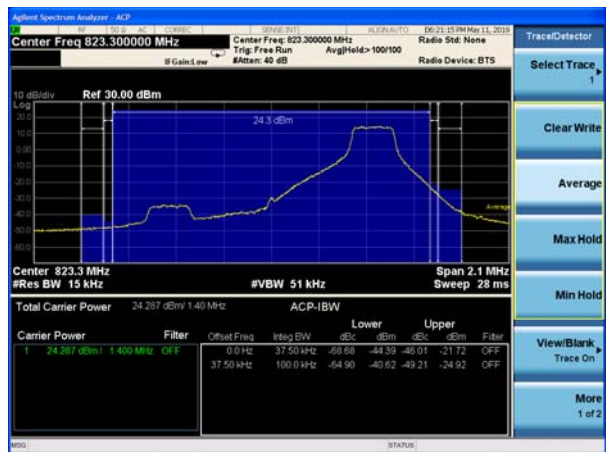 Agilent Spectrum Analyzer - ACP
RF 50 Ω AC CORREC SENSE:INT ALIGN AUTO 06:21:15 PM May 11, 2019
Center Freq 823.300000 MHz
Center Freq: 823.300000 MHz
Radio Std: None
Trig: Free Run Avg|Hold:>100/100
IFGain:Low #Atten: 40 dB Radio Device: BTS
Trace/Detector
Select Trace
1
Clear Write
Average
Max Hold
Min Hold
View/Blank
Trace On
More
1 of 2
10 dB/div Ref 30.00 dBm
Log
20.0
10.0
0.00
-10.0
-20.0
-30.0
-40.0
-50.0
-60.0
24.3 dBm
Average
Center 823.3 MHz Span 2.1 MHz
#Res BW 15 kHz #VBW 51 kHz Sweep 28 ms
Total Carrier Power 24.287 dBm/ 1.40 MHz ACP-IBW
Lower Upper
Carrier Power Filter Offset Freq Integ BW dBc dBm dBc dBm Filter
1 24.287 dBm / 1.400 MHz OFF 0.0 Hz 37.50 kHz -68.68 -44.39 -46.01 -21.72 OFF
37.50 kHz 100.0 kHz -64.90 -40.62 -49.21 -24.92 OFF
MSG STATUS